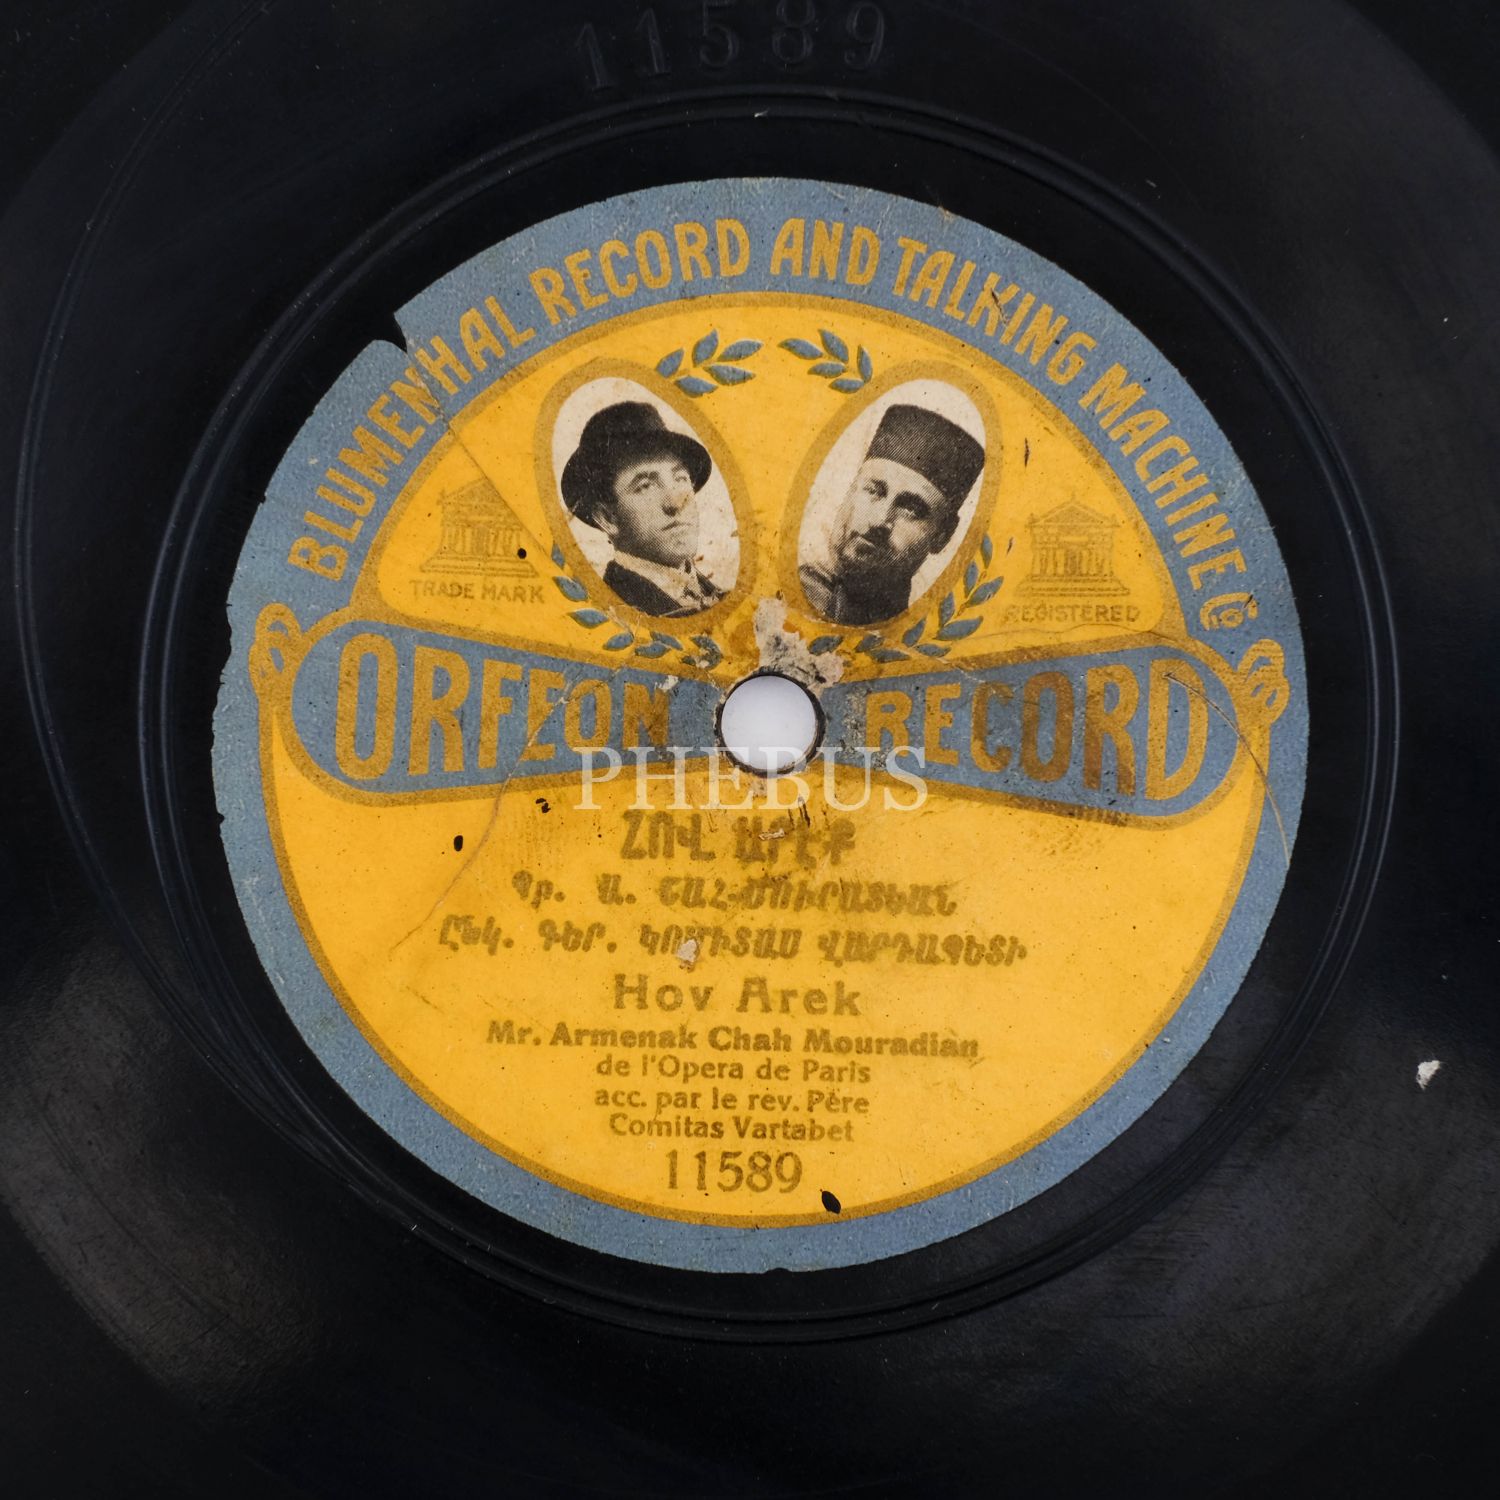 11589
BLUMENTHAL RECORD AND TALKING MACHINE Co
TRADE MARK
REGISTERED
ORFEON RECORD
PHEBUS
ՀՈՎ ԱՐԷՔ
Պր. Ա. ՇԱՀ-ՄՈՒՐԱՏԵԱՆ
ԸՆԿ. ԳԵՐ. ԿՈՄԻՏԱՍ ՎԱՐԴԱՊԵՏԻ
Hov Arek
Mr. Armenak Chah Mouradian
de l'Opera de Paris
acc. par le rev. Père
Comitas Vartabet
11589